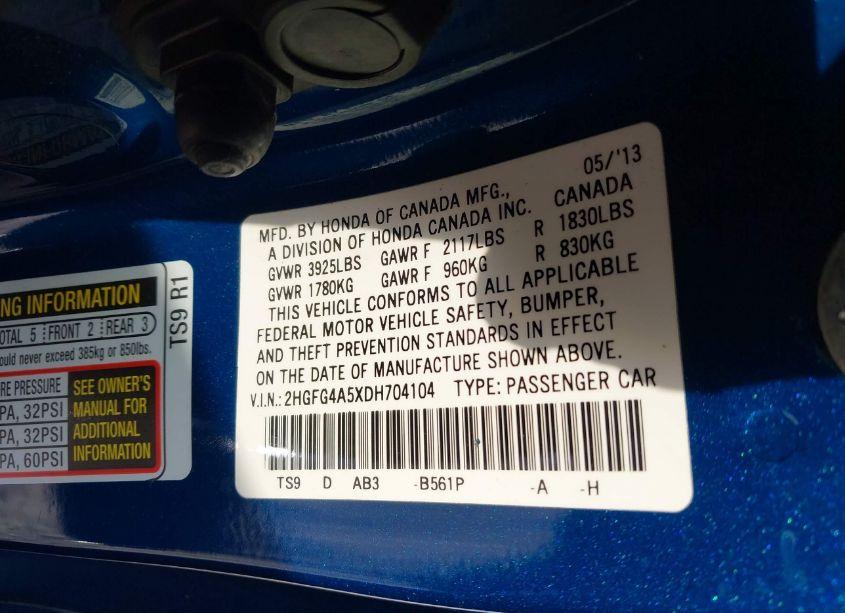 NG INFORMATION
OTAL 5 FRONT 2 REAR 3
ould never exceed 385kg or 850lbs.
RE PRESSURE
PA, 32PSI
PA, 32PSI
PA, 60PSI
SEE OWNER'S
MANUAL FOR
ADDITIONAL
INFORMATION
TS9 R1
05/'13
MFD. BY HONDA OF CANADA MFG.,
A DIVISION OF HONDA CANADA INC. CANADA
GVWR 3925LBS GAWR F 2117LBS R 1830LBS
GVWR 1780KG GAWR F 960KG R 830KG
THIS VEHICLE CONFORMS TO ALL APPLICABLE
FEDERAL MOTOR VEHICLE SAFETY, BUMPER,
AND THEFT PREVENTION STANDARDS IN EFFECT
ON THE DATE OF MANUFACTURE SHOWN ABOVE.
V.I.N.: 2HGFG4A5XDH704104 TYPE: PASSENGER CAR
TS9 D AB3 -B561P -A -H